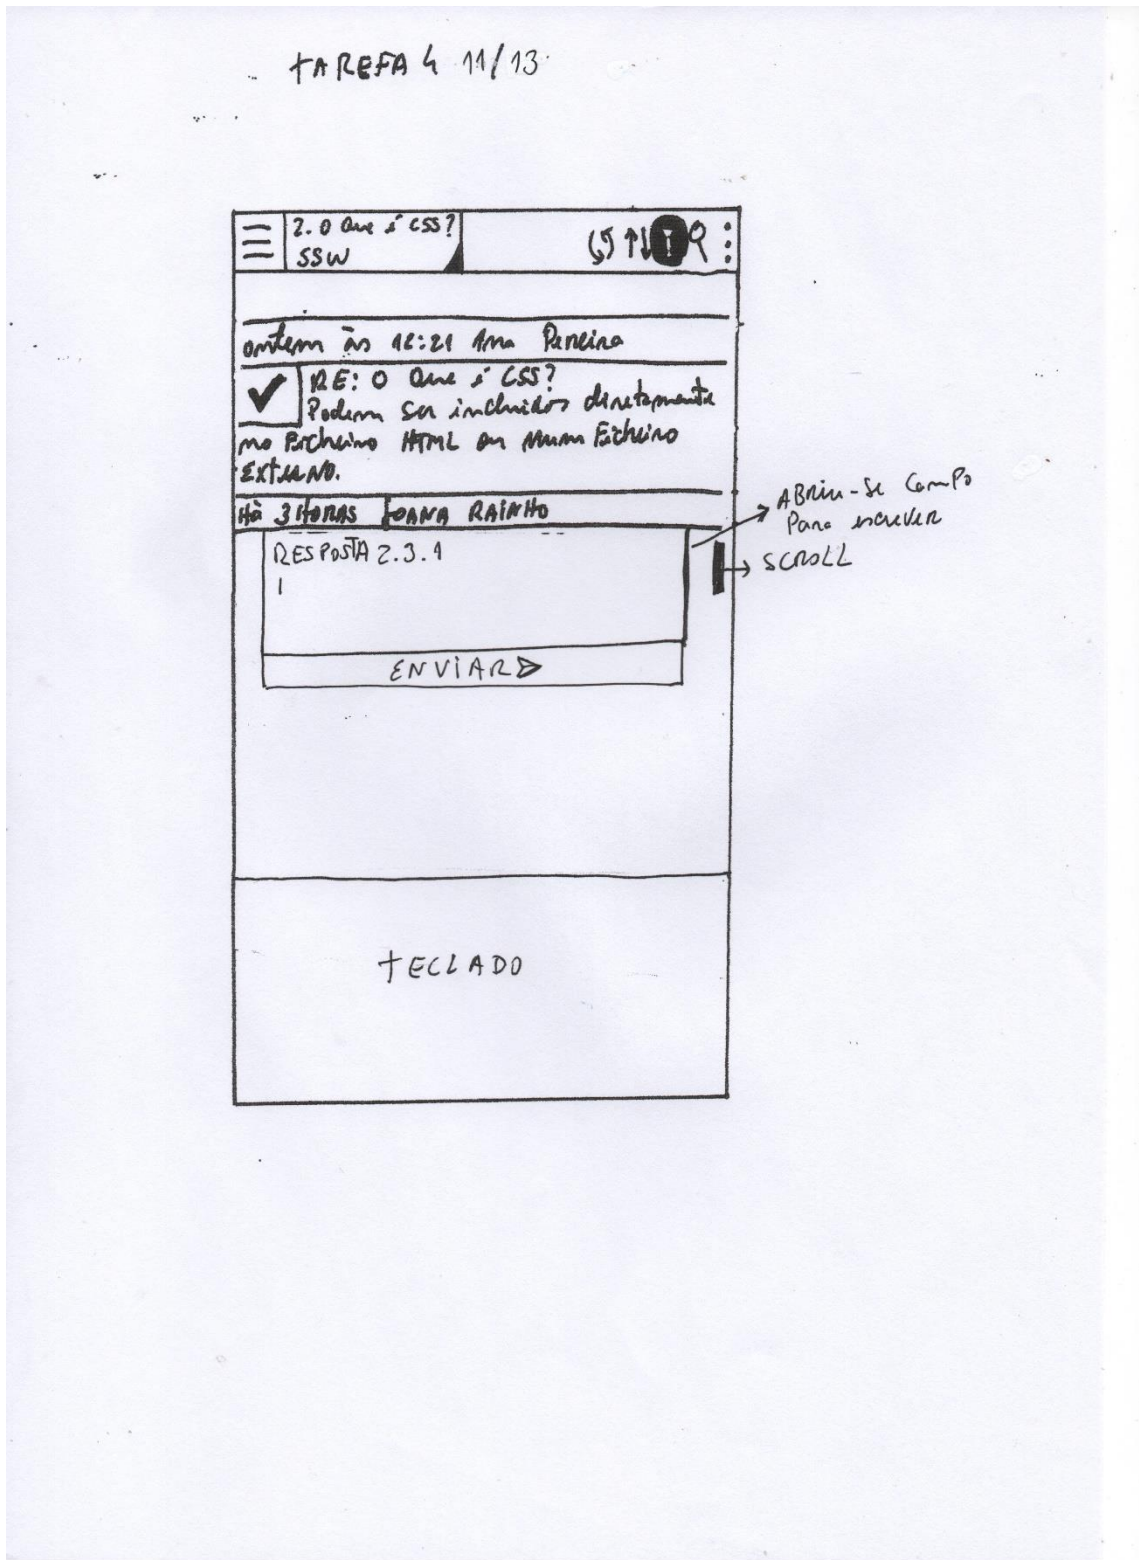 TAREFA 4 11/13
2. O Que é CSS?
SSW
ontem às 12:21 Ana Pereira
RE: O Que é CSS?
Podem ser incluidos diretamente
no Ficheiro HTML ou num Ficheiro
EXTERNO.
Há 3 HORAS JOANA RAINHO
RESPOSTA 2.3.1
ENVIAR
ABRIU-Se Campo
Para escrever
SCROLL
TECLADO